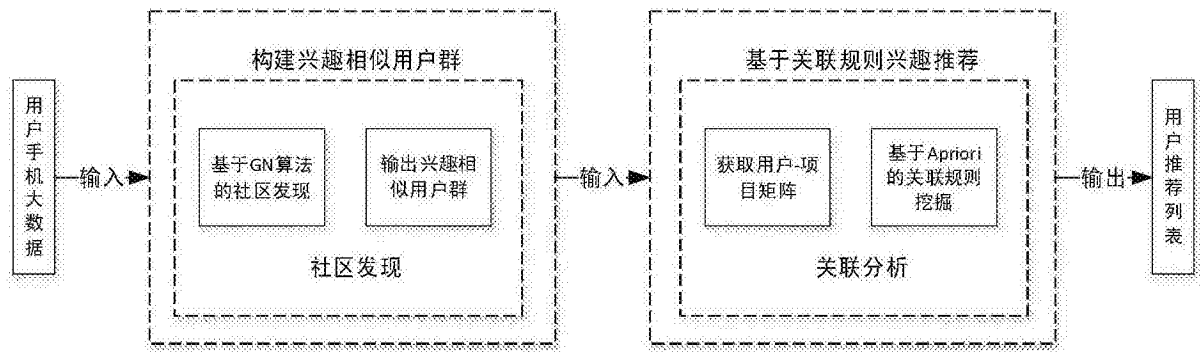 用户手机大数据
输入
构建兴趣相似用户群
基于GN算法
的社区发现
输出兴趣相
似用户群
社区发现
输入
基于关联规则兴趣推荐
获取用户-项
目矩阵
基于Apriori
的关联规则
挖掘
关联分析
输出
用户推荐列表